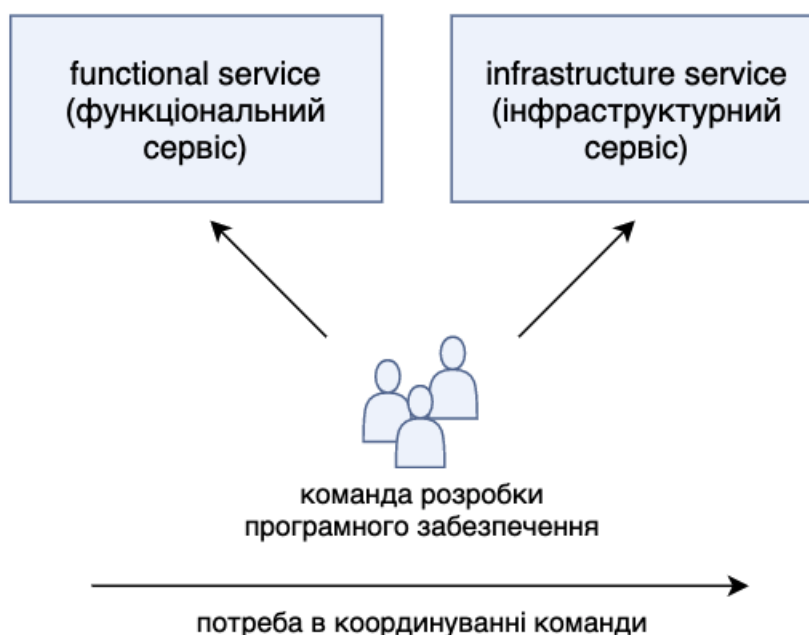 functional service
(функціональний
сервіс)
infrastructure service
(інфраструктурний
сервіс)
команда розробки
програмного забезпечення
потреба в координуванні команди